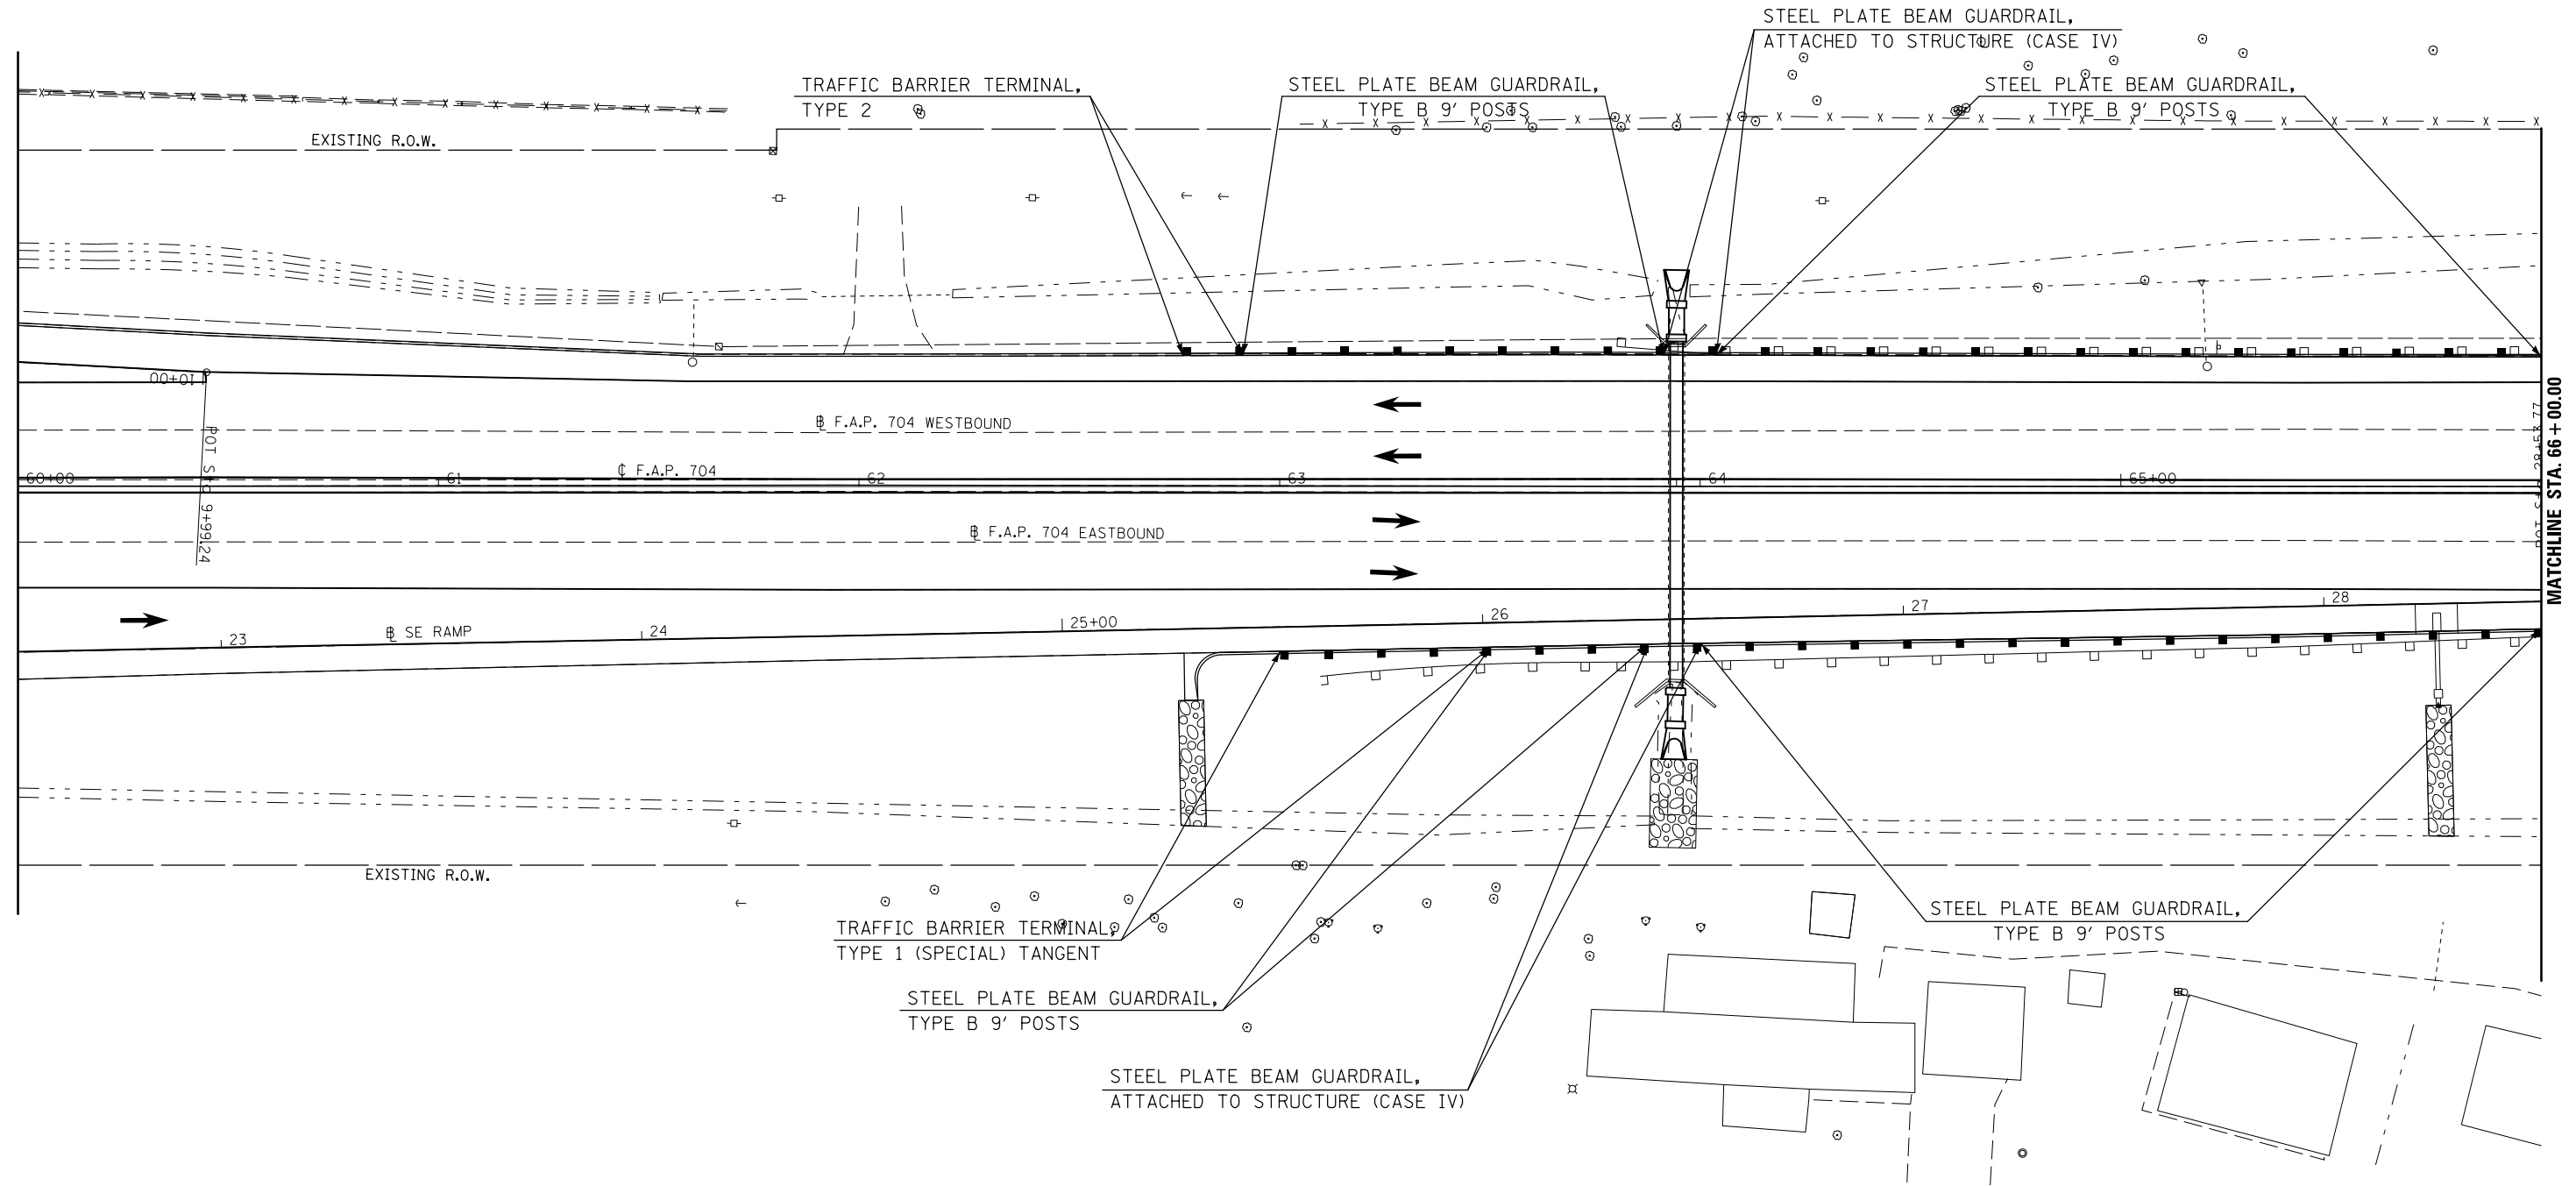 STEEL PLATE BEAM GUARDRAIL,
ATTACHED TO STRUCTURE (CASE IV)
TRAFFIC BARRIER TERMINAL,
TYPE 2
STEEL PLATE BEAM GUARDRAIL,
TYPE B 9' POSTS
STEEL PLATE BEAM GUARDRAIL,
TYPE B 9' POSTS
EXISTING R.O.W.
10+00
POT Sta 9+99.24
℄ F.A.P. 704
B F.A.P. 704 WESTBOUND
60+00
61
62
63
64
65+00
B F.A.P. 704 EASTBOUND
28+53.77
MATCHLINE STA. 66 + 00.00
B SE RAMP
23
24
25+00
26
27
28
EXISTING R.O.W.
TRAFFIC BARRIER TERMINAL,
TYPE 1 (SPECIAL) TANGENT
STEEL PLATE BEAM GUARDRAIL,
TYPE B 9' POSTS
STEEL PLATE BEAM GUARDRAIL,
TYPE B 9' POSTS
STEEL PLATE BEAM GUARDRAIL,
ATTACHED TO STRUCTURE (CASE IV)